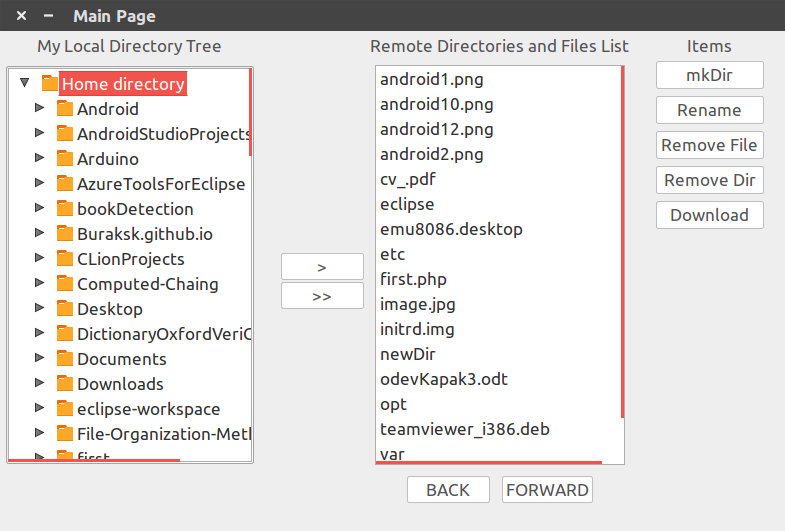 Main Page
My Local Directory Tree
Home directory
Android
AndroidStudioProjects
Arduino
AzureToolsForEclipse
bookDetection
Buraksk.github.io
CLionProjects
Computed-Chaing
Desktop
DictionaryOxfordVeriC
Documents
Downloads
eclipse-workspace
File-Organization-Meth
first
>
>>
Remote Directories and Files List
android1.png
android10.png
android12.png
android2.png
cv_.pdf
eclipse
emu8086.desktop
etc
first.php
image.jpg
initrd.img
newDir
odevKapak3.odt
opt
teamviewer_i386.deb
var
BACK FORWARD
Items
mkDir
Rename
Remove File
Remove Dir
Download